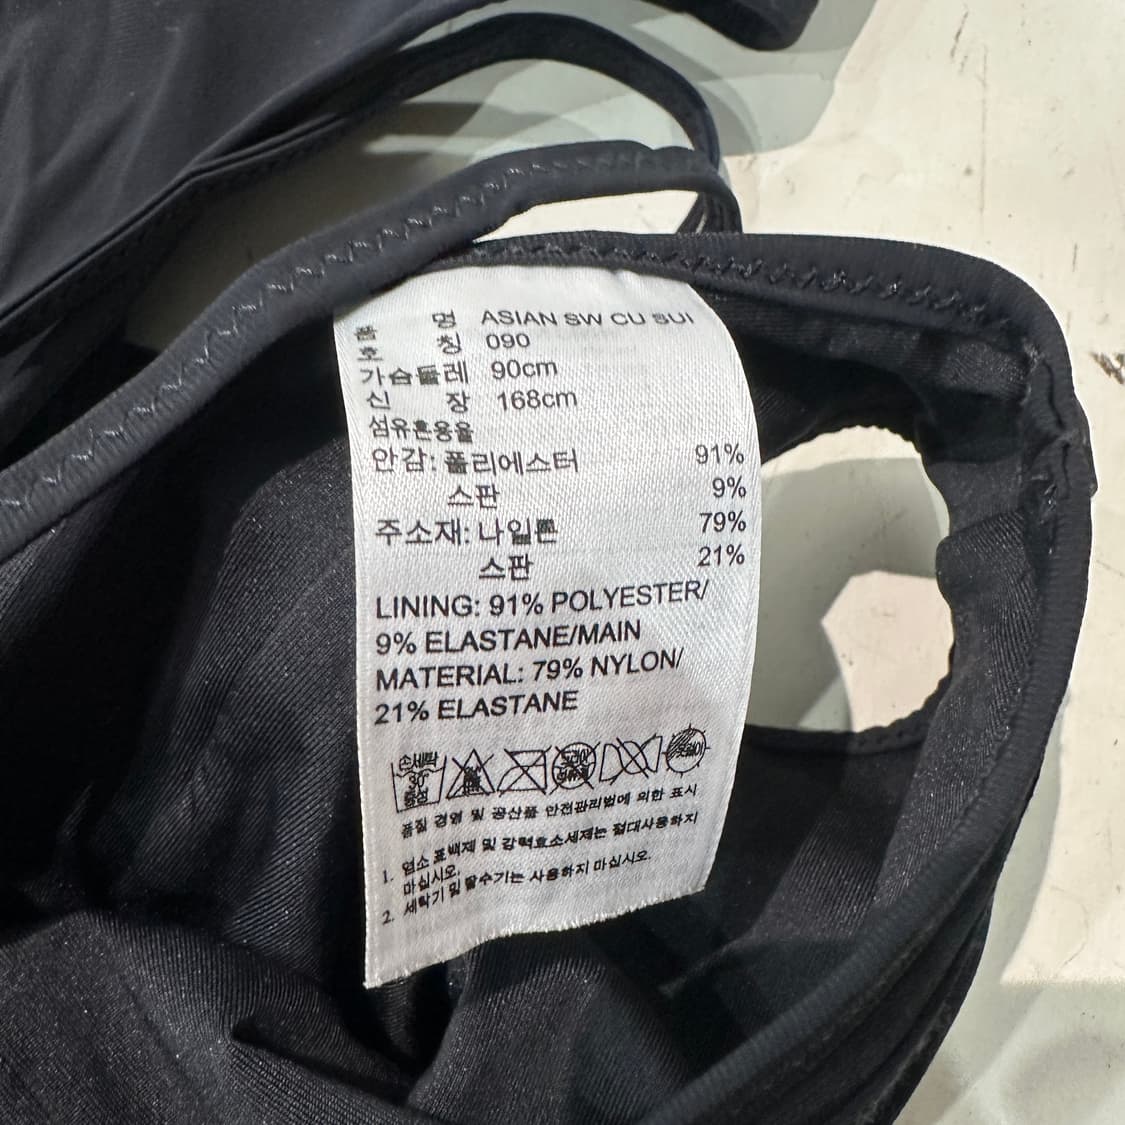 품 명 ASIAN SW CU SUI
호 칭 090
가슴둘레 90cm
신 장 168cm
섬유혼용율
안감: 폴리에스터 91%
스판 9%
주소재: 나일론 79%
스판 21%
LINING: 91% POLYESTER/
9% ELASTANE/MAIN
MATERIAL: 79% NYLON/
21% ELASTANE
손세탁
30°
중성
드라이
옷걸이
품질 경영 및 공산품 안전관리법에 의한 표시
1. 염소 표백제 및 강력효소세제는 절대사용하지
마십시오.
2. 세탁기 및 탈수기는 사용하지 마십시오.